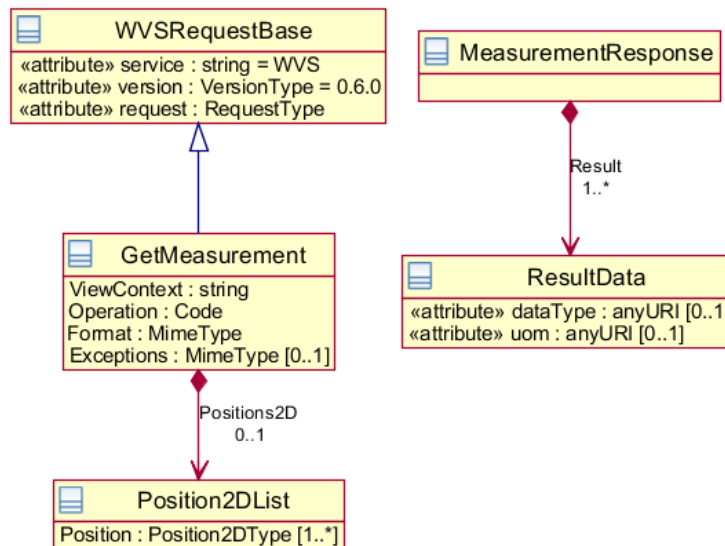 WVSRequestBase
«attribute» service : string = WVS
«attribute» version : VersionType = 0.6.0
«attribute» request : RequestType
MeasurementResponse
Result
1..*
GetMeasurement
ViewContext : string
Operation : Code
Format : MimeType
Exceptions : MimeType [0..1]
ResultData
«attribute» dataType : anyURI [0..1
«attribute» uom : anyURI [0..1]
Positions2D
0..1
Position2DList
Position : Position2DType [1..*]